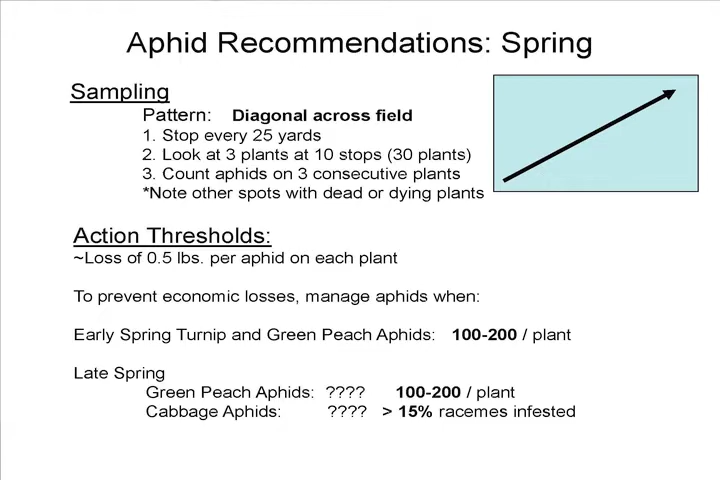 Aphid Recommendations: Spring
Sampling
Pattern: Diagonal across field
1. Stop every 25 yards
2. Look at 3 plants at 10 stops (30 plants)
3. Count aphids on 3 consecutive plants
*Note other spots with dead or dying plants
Action Thresholds:
~Loss of 0.5 lbs. per aphid on each plant
To prevent economic losses, manage aphids when:
Early Spring Turnip and Green Peach Aphids: 100-200 / plant
Late Spring
Green Peach Aphids: ???? 100-200 / plant
Cabbage Aphids: ???? > 15% racemes infested